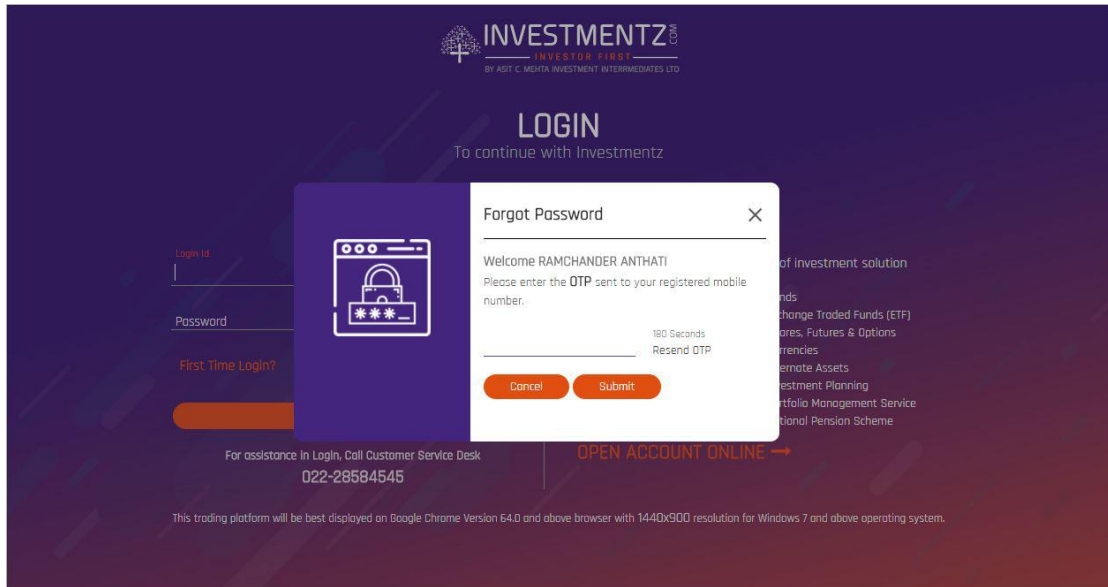 INVESTMENTZ.COM
INVESTOR FIRST
BY ASIT C. MEHTA INVESTMENT INTERRMEDIATES LTD
LOGIN
To continue with Investmentz
Forgot Password
Welcome RAMCHANDER ANTHATI
Please enter the OTP sent to your registered mobile
number.
180 Seconds
Resend OTP
Cancel Submit
***_
Login Id
Password
First Time Login?
For assistance in Login, Call Customer Service Desk
022-28584545
of investment solution
nds
change Traded Funds (ETF)
ares, Futures & Options
rrencies
ernate Assets
estment Planning
rtfolio Management Service
tional Pension Scheme
OPEN ACCOUNT ONLINE →
This trading platform will be best displayed on Google Chrome Version 64.0 and above browser with 1440x900 resolution for Windows 7 and above operating system.